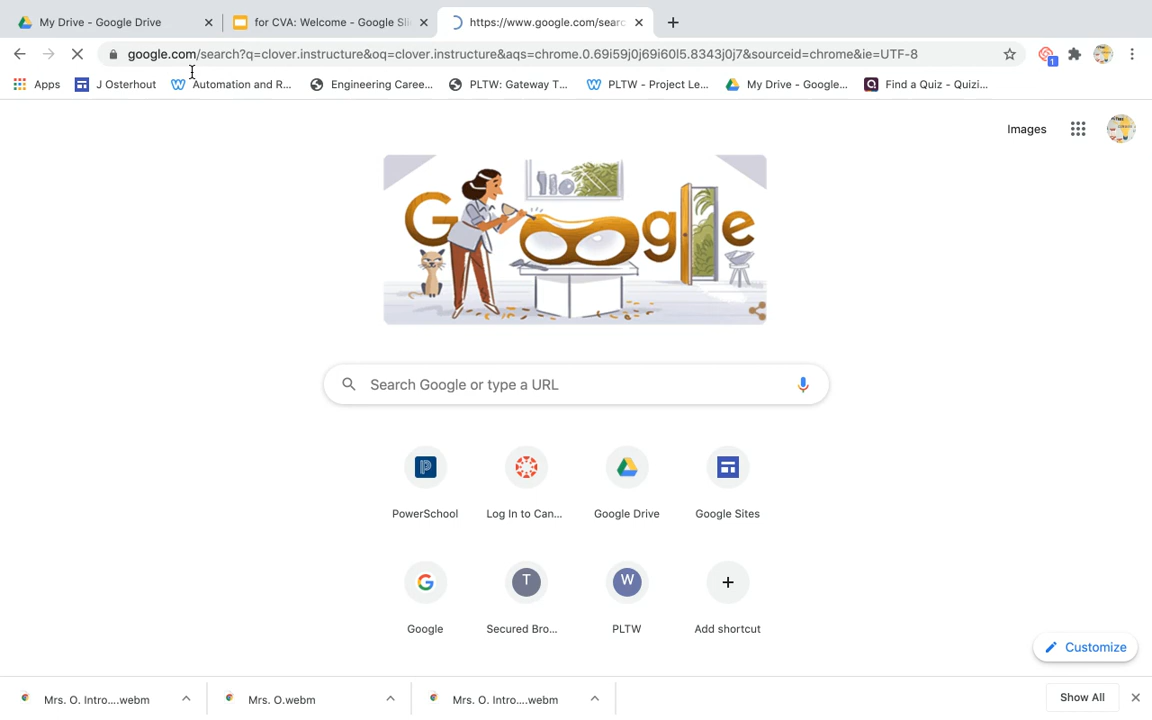 My Drive - Google Drive
for CVA: Welcome - Google Sli
https://www.google.com/searc
google.com/search?q=clover.instructure&oq=clover.instructure&aqs=chrome.0.69i59j0j69i60l5.8343j0j7&sourceid=chrome&ie=UTF-8
1
Apps
J Osterhout
Automation and R...
Engineering Caree...
PLTW: Gateway T...
PLTW - Project Le...
My Drive - Google...
Find a Quiz - Quizi...
Images
Google
Search Google or type a URL
PowerSchool
Log In to Can...
Google Drive
Google Sites
T
W
Google
Secured Bro...
PLTW
Add shortcut
Customize
Mrs. O. Intro....webm
Mrs. O.webm
Mrs. O. Intro....webm
Show All